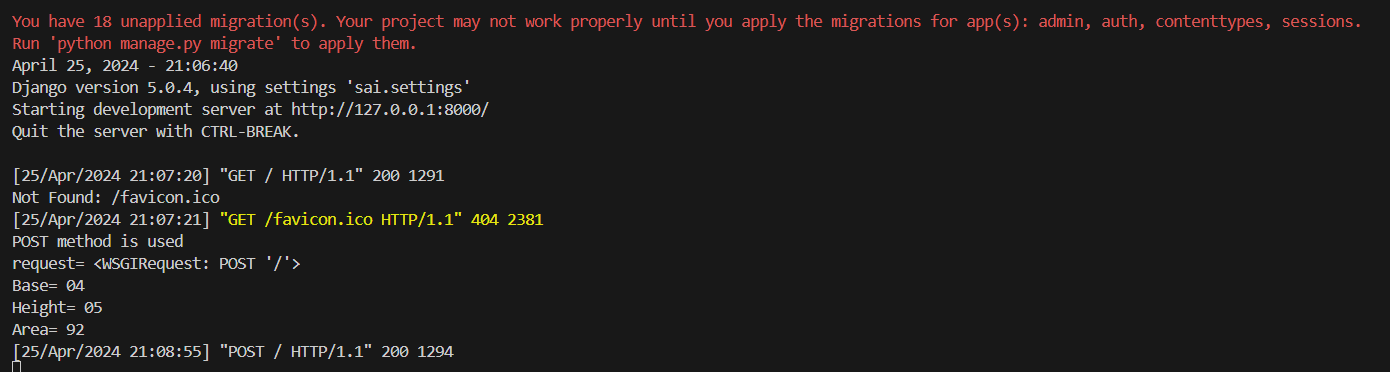 You have 18 unapplied migration(s). Your project may not work properly until you apply the migrations for app(s): admin, auth, contenttypes, sessions.
Run 'python manage.py migrate' to apply them.
April 25, 2024 - 21:06:40
Django version 5.0.4, using settings 'sai.settings'
Starting development server at http://127.0.0.1:8000/
Quit the server with CTRL-BREAK.
[25/Apr/2024 21:07:20] "GET / HTTP/1.1" 200 1291
Not Found: /favicon.ico
[25/Apr/2024 21:07:21] "GET /favicon.ico HTTP/1.1" 404 2381
POST method is used
request= <WSGIRequest: POST '/'>
Base= 04
Height= 05
Area= 92
[25/Apr/2024 21:08:55] "POST / HTTP/1.1" 200 1294